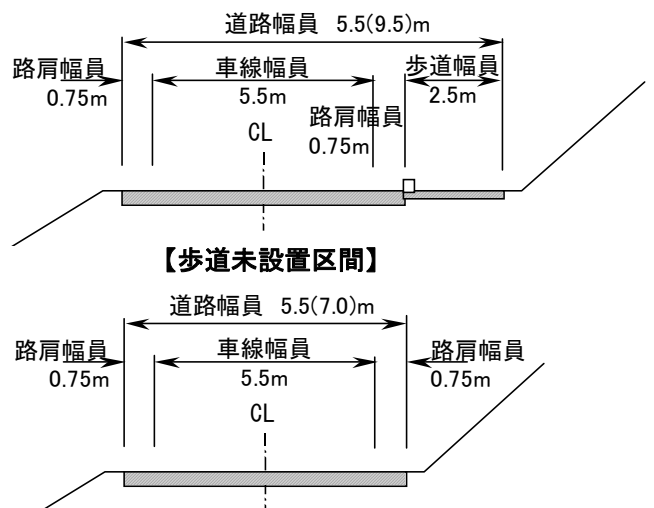 道路幅員 5.5(9.5)m
路肩幅員
0.75m
車線幅員
5.5m
歩道幅員
2.5m
路肩幅員
0.75m
CL
【歩道未設置区間】
道路幅員 5.5(7.0)m
路肩幅員
0.75m
車線幅員
5.5m
路肩幅員
0.75m
CL